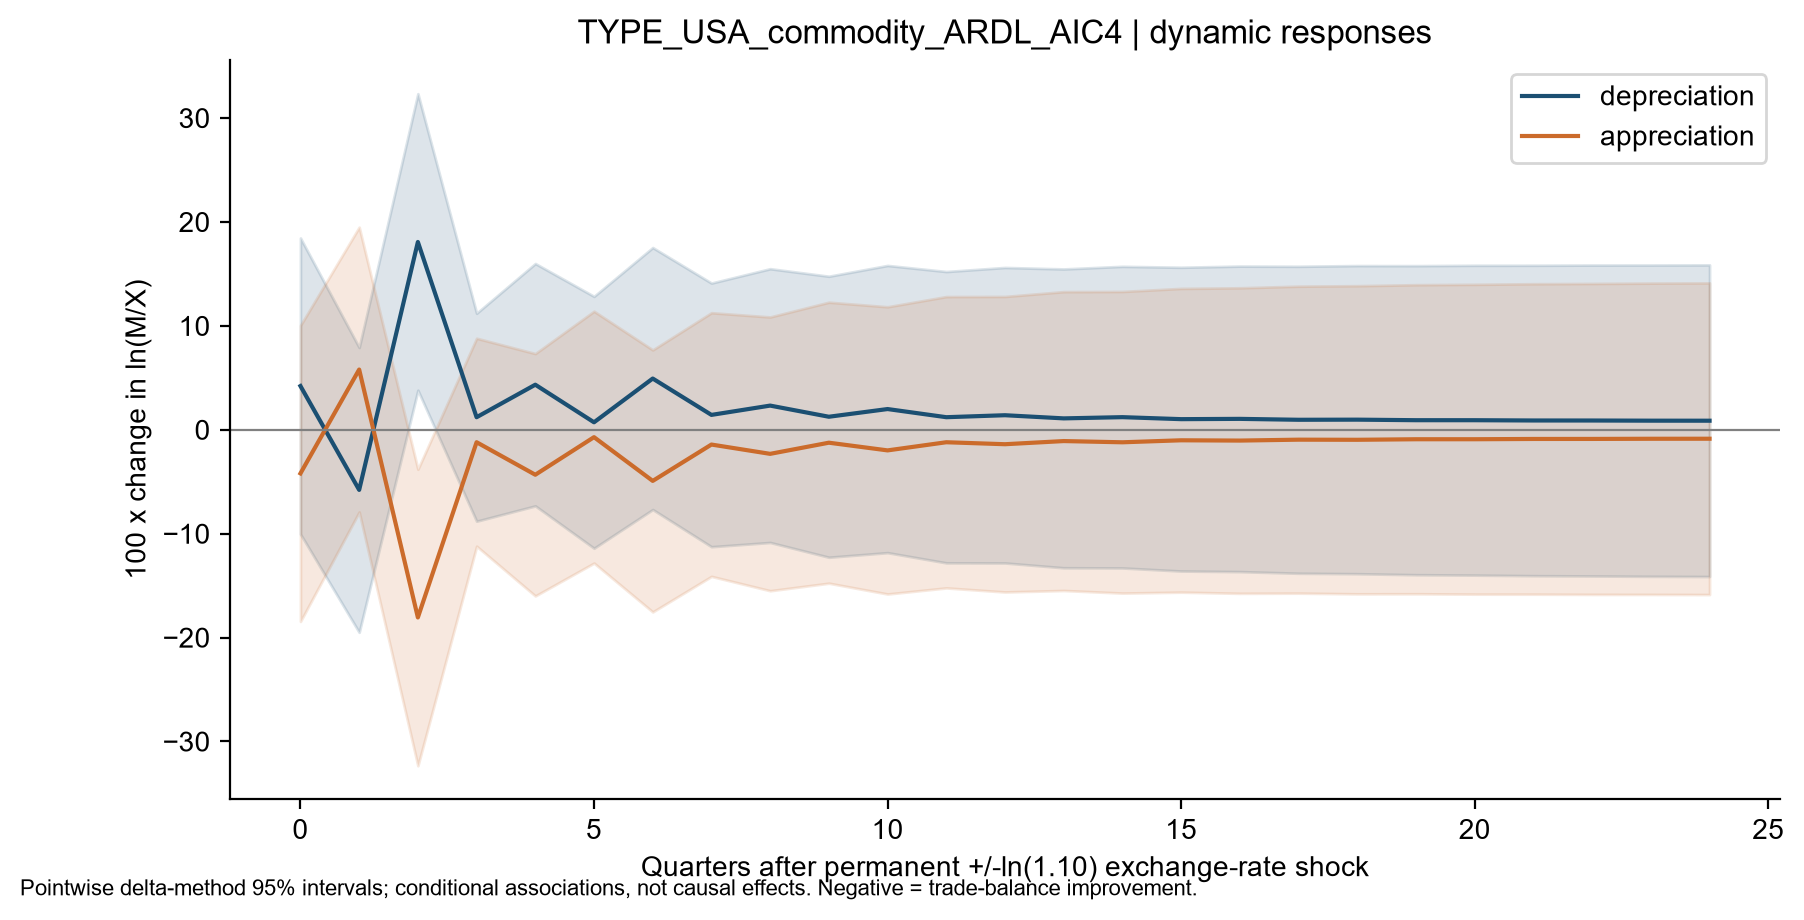 TYPE_USA_commodity_ARDL_AIC4 | dynamic responses
depreciation
appreciation
100 x change in ln(M/X)
30
20
10
0
−10
−20
−30
0
5
10
15
20
25
Quarters after permanent +/-ln(1.10) exchange-rate shock
Pointwise delta-method 95% intervals; conditional associations, not causal effects. Negative = trade-balance improvement.